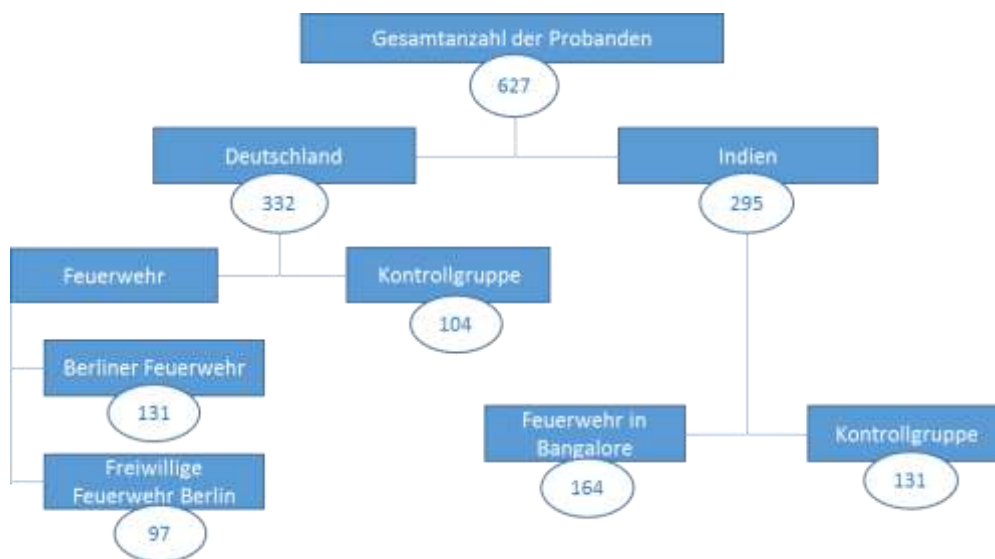 Gesamtanzahl der Probanden
627
Deutschland
Indien
332
295
Feuerwehr
Kontrollgruppe
104
Berliner Feuerwehr
131
Freiwillige
Feuerwehr Berlin
97
Feuerwehr in
Bangalore
164
Kontrollgruppe
131